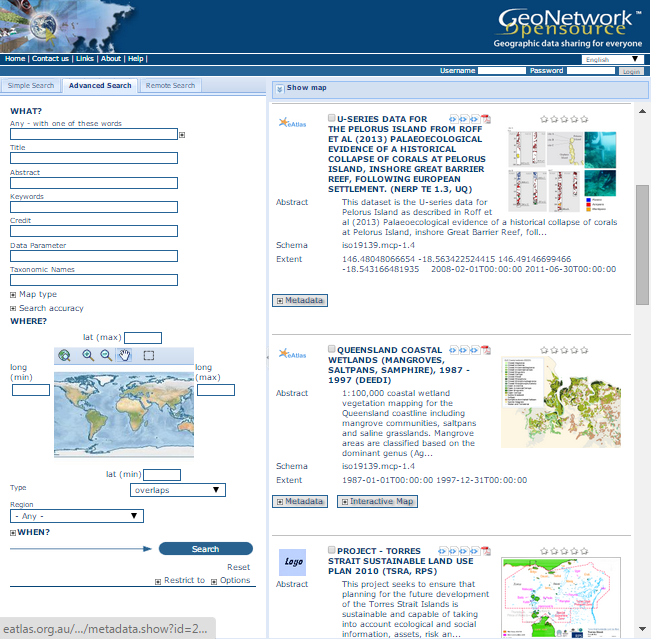 GeoNetwork™
Opensource
Geographic data sharing for everyone
Home | Contact us | Links | About | Help |
English
Username
Password
Login
Simple Search
Advanced Search
Remote Search
Show map
WHAT?
Any - with one of these words
Title
Abstract
Keywords
Credit
Data Parameter
Taxonomic Names
Map type
Search accuracy
WHERE?
lat (max)
long
(min)
long
(max)
lat (min)
Type
overlaps
Region
- Any -
WHEN?
Search
Reset
Restrict to
Options
eatlas.org.au/.../metadata.show?id=2...
eAtlas
U-SERIES DATA FOR
THE PELORUS ISLAND FROM ROFF
ET AL (2013) PALAEOECOLOGICAL
EVIDENCE OF A HISTORICAL
COLLAPSE OF CORALS AT PELORUS
ISLAND, INSHORE GREAT BARRIER
REEF, FOLLOWING EUROPEAN
SETTLEMENT. (NERP TE 1.3, UQ)
Abstract
This dataset is the U-series data for
Pelorus Island as described in Roff et
al (2013) Palaeoecological evidence of a historical collapse of corals
at Pelorus Island, inshore Great Barrier Reef, foll...
Schema
iso19139.mcp-1.4
Extent
146.48048066654 -18.563422524415 146.49146699466
-18.543166481935 2008-02-01T00:00:00 2011-06-30T00:00:00
Metadata
eAtlas
QUEENSLAND COASTAL
WETLANDS (MANGROVES,
SALTPANS, SAMPHIRE), 1987 -
1997 (DEEDI)
Abstract
1:100,000 coastal wetland
vegetation mapping for the
Queensland coastline including
mangrove communities, saltpans
and saline grasslands. Mangrove
areas are classified based on the
dominant genus (Ag...
Schema
iso19139.mcp-1.4
Extent
1987-01-01T00:00:00 1997-12-31T00:00:00
Metadata
Interactive Map
Logo
PROJECT - TORRES
STRAIT SUSTAINABLE LAND USE
PLAN 2010 (TSRA, RPS)
Abstract
This project seeks to ensure that
planning for the future development
of the Torres Strait Islands is
sustainable and capable of taking
into account ecological and social
information, assets, risk an...